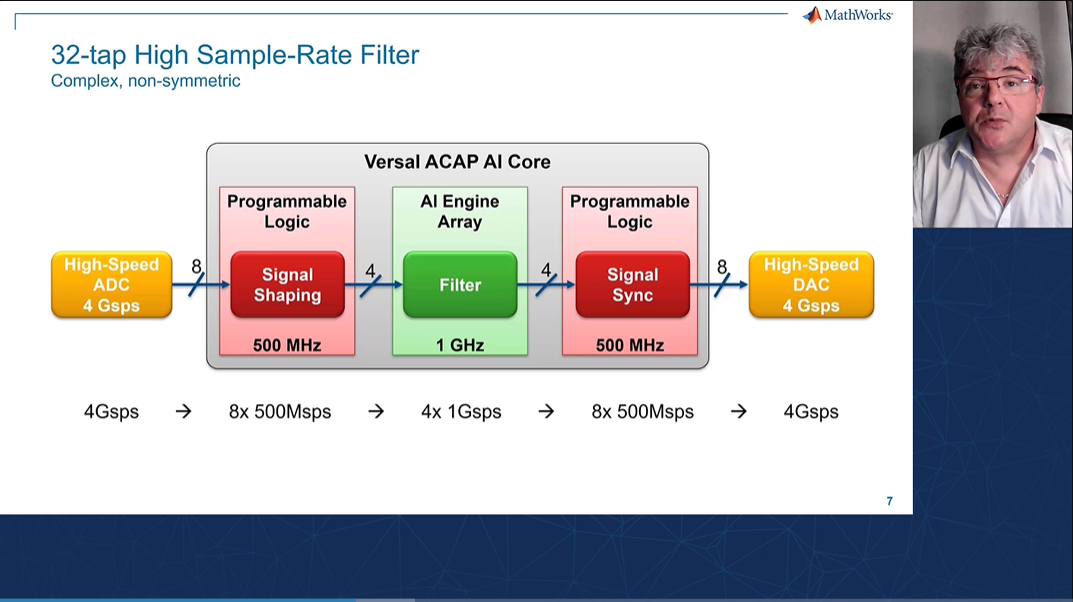 MathWorks
32-tap High Sample-Rate Filter
Complex, non-symmetric
Versal ACAP AI Core
Programmable
Logic
AI Engine
Array
Programmable
Logic
High-Speed
ADC
4 Gsps
8
Signal
Shaping
4
Filter
4
Signal
Sync
8
High-Speed
DAC
4 Gsps
500 MHz
1 GHz
500 MHz
4Gsps → 8x 500Msps → 4x 1Gsps → 8x 500Msps → 4Gsps
7